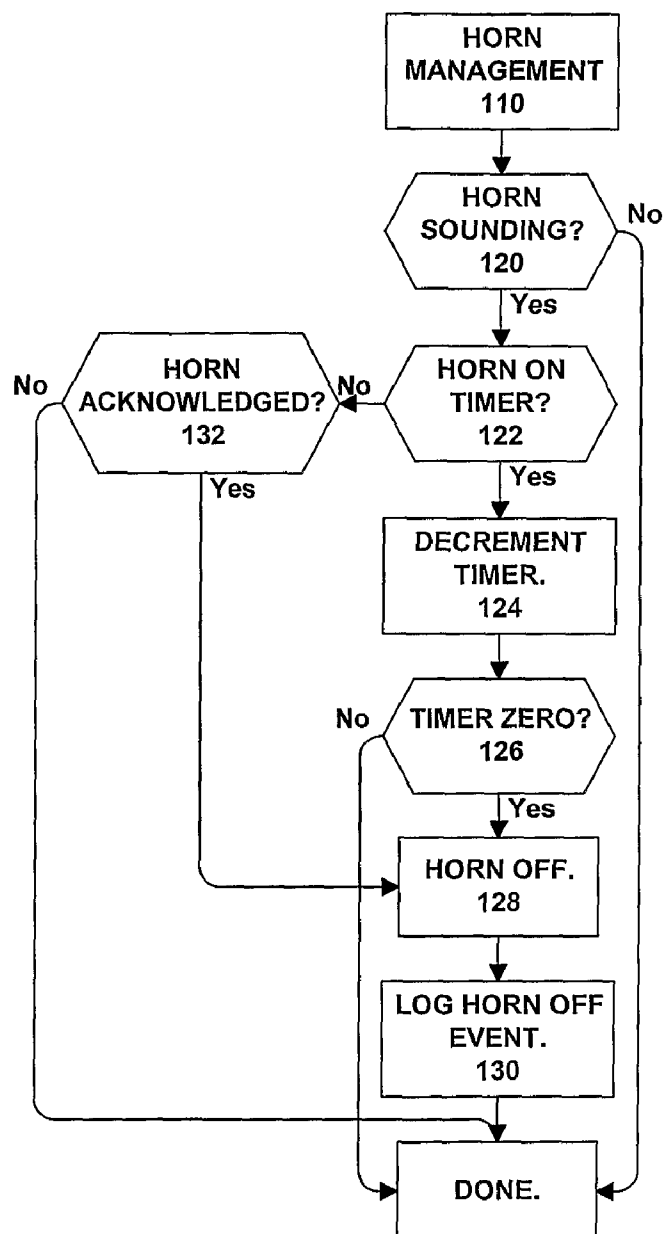 HORN
MANAGEMENT
110
HORN
SOUNDING?
120
No
Yes
HORN
ACKNOWLEDGED?
132
No
Yes
No
HORN ON
TIMER?
122
Yes
DECREMENT
TIMER.
124
No
TIMER ZERO?
126
Yes
HORN OFF.
128
LOG HORN OFF
EVENT.
130
DONE.